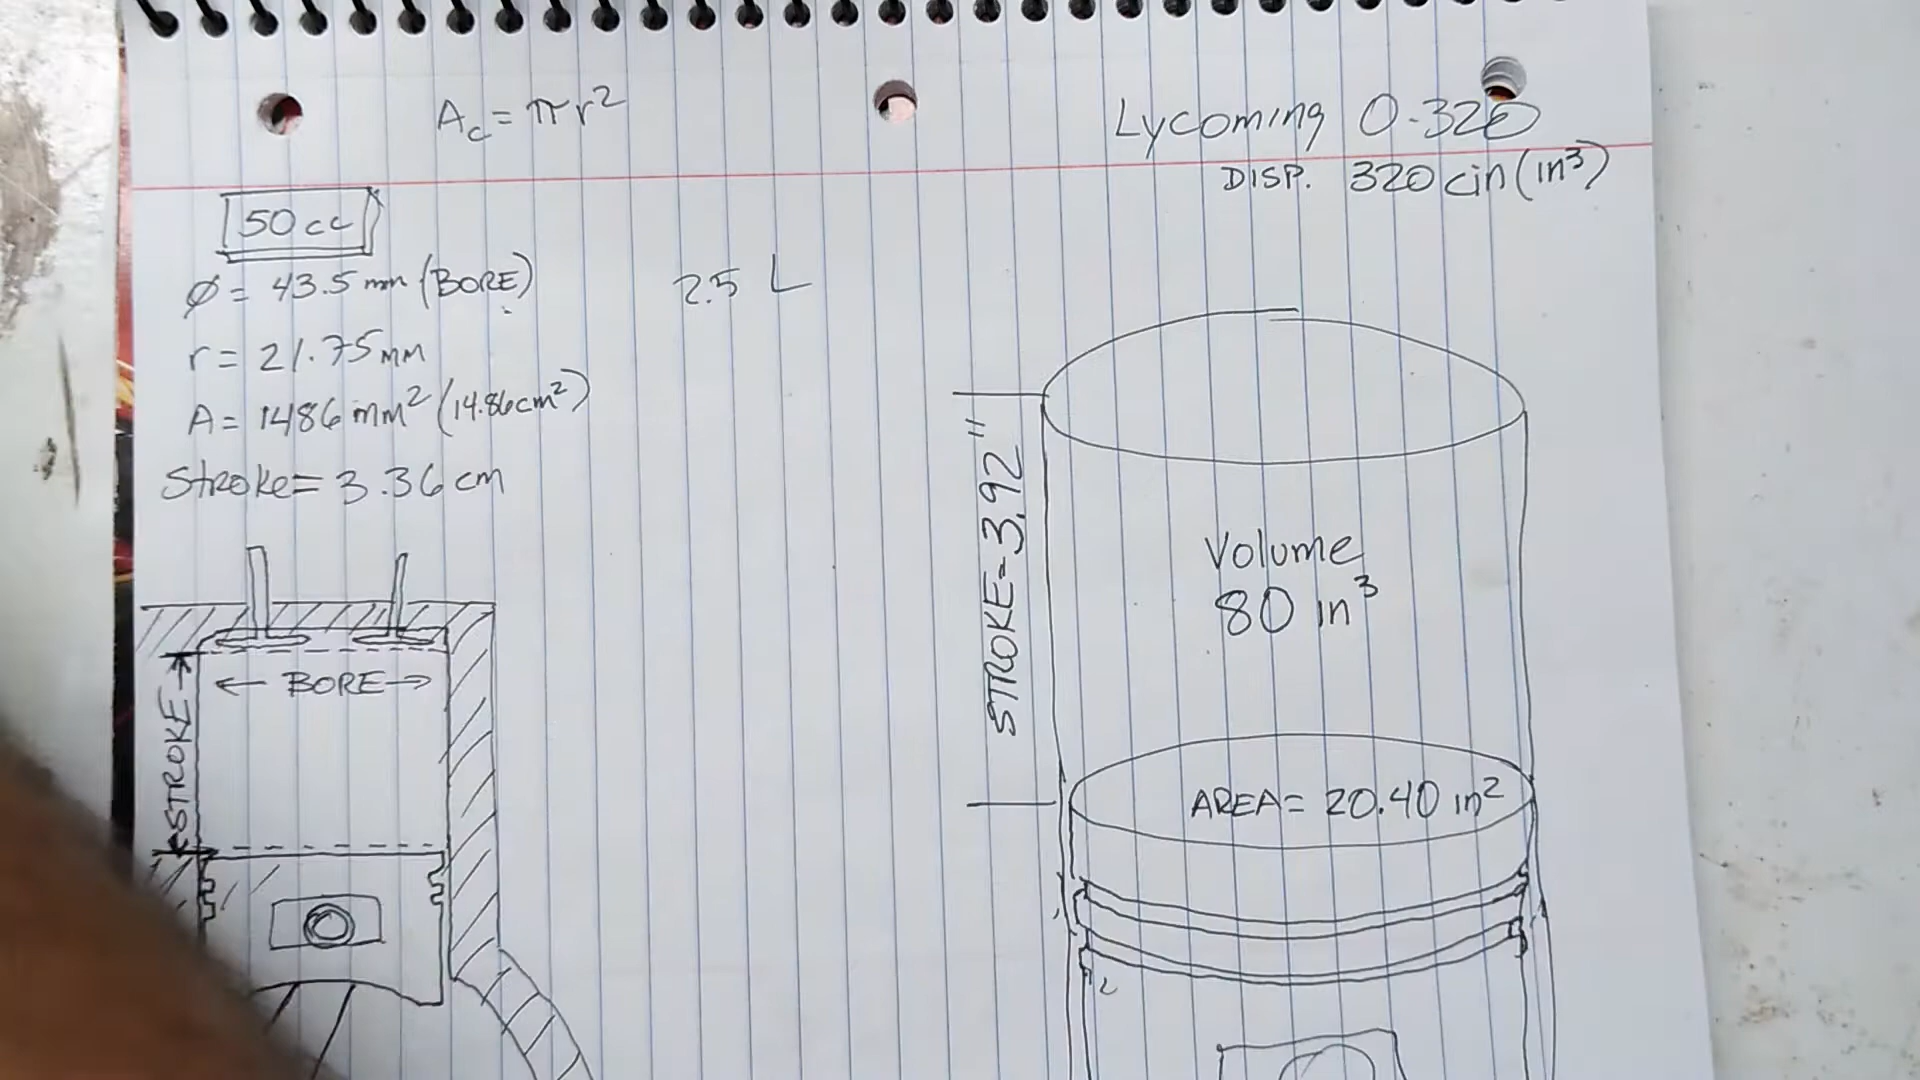 A_c = πr²
Lycoming O-320
DISP. 320 cin (in³)
50cc
Ø = 43.5 mm (BORE)
2.5 L
r = 21.75 mm
A = 1486 mm² (14.86 cm²)
Stroke = 3.36 cm
STROKE = 3.92"
Volume
80 in³
BORE
STROKE
AREA = 20.40 in²